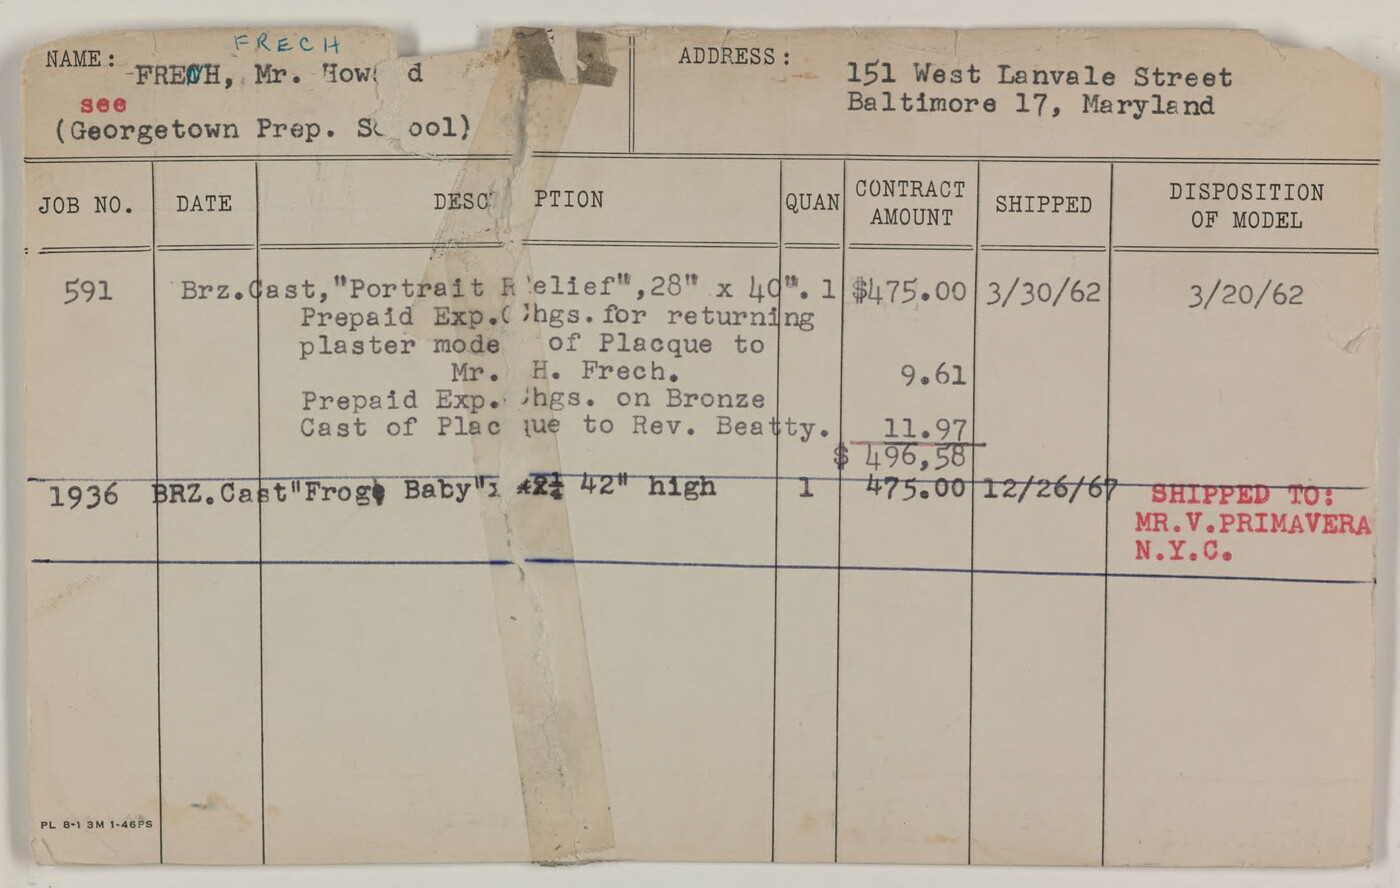 FRECH
NAME: FRECH, Mr. How d
see
(Georgetown Prep. S ool)
ADDRESS: 151 West Lanvale Street
Baltimore 17, Maryland
JOB NO. DATE DESC PTION QUAN CONTRACT AMOUNT SHIPPED DISPOSITION OF MODEL
591 Brz.Cast,"Portrait R elief",28" x 40". 1 $475.00 3/30/62 3/20/62
Prepaid Exp.C hgs. for returning
plaster mode of Placque to
Mr. H. Frech. 9.61
Prepaid Exp. hgs. on Bronze
Cast of Plac que to Rev. Beatty. 11.97
$ 496,58
1936 BRZ.Cast"Frog Baby" 42" high 1 475.00 12/26/67 SHIPPED TO:
MR.V.PRIMAVERA
N.Y.C.
PL 8-1 3M 1-46PS